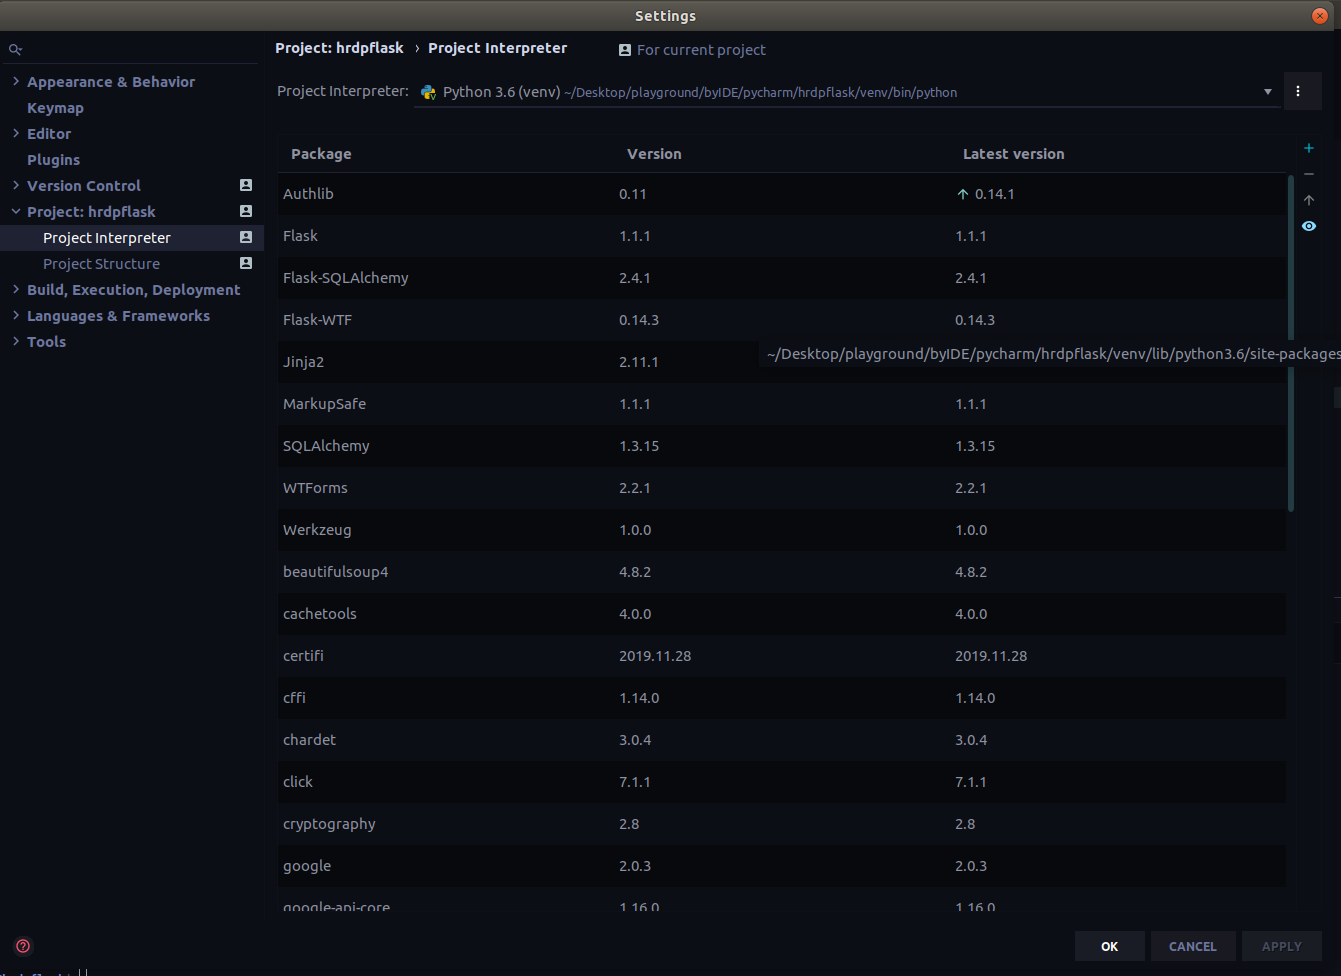 Settings
Project: hrdpflask › Project Interpreter For current project
Appearance & Behavior
Keymap
Editor
Plugins
Version Control
Project: hrdpflask
Project Interpreter
Project Structure
Build, Execution, Deployment
Languages & Frameworks
Tools
Project Interpreter: Python 3.6 (venv) ~/Desktop/playground/byIDE/pycharm/hrdpflask/venv/bin/python
Package Version Latest version
Authlib 0.11 0.14.1
Flask 1.1.1 1.1.1
Flask-SQLAlchemy 2.4.1 2.4.1
Flask-WTF 0.14.3 0.14.3
~/Desktop/playground/byIDE/pycharm/hrdpflask/venv/lib/python3.6/site-packages
Jinja2 2.11.1
MarkupSafe 1.1.1 1.1.1
SQLAlchemy 1.3.15 1.3.15
WTForms 2.2.1 2.2.1
Werkzeug 1.0.0 1.0.0
beautifulsoup4 4.8.2 4.8.2
cachetools 4.0.0 4.0.0
certifi 2019.11.28 2019.11.28
cffi 1.14.0 1.14.0
chardet 3.0.4 3.0.4
click 7.1.1 7.1.1
cryptography 2.8 2.8
google 2.0.3 2.0.3
google-api-core 1.16.0 1.16.0
OK CANCEL APPLY